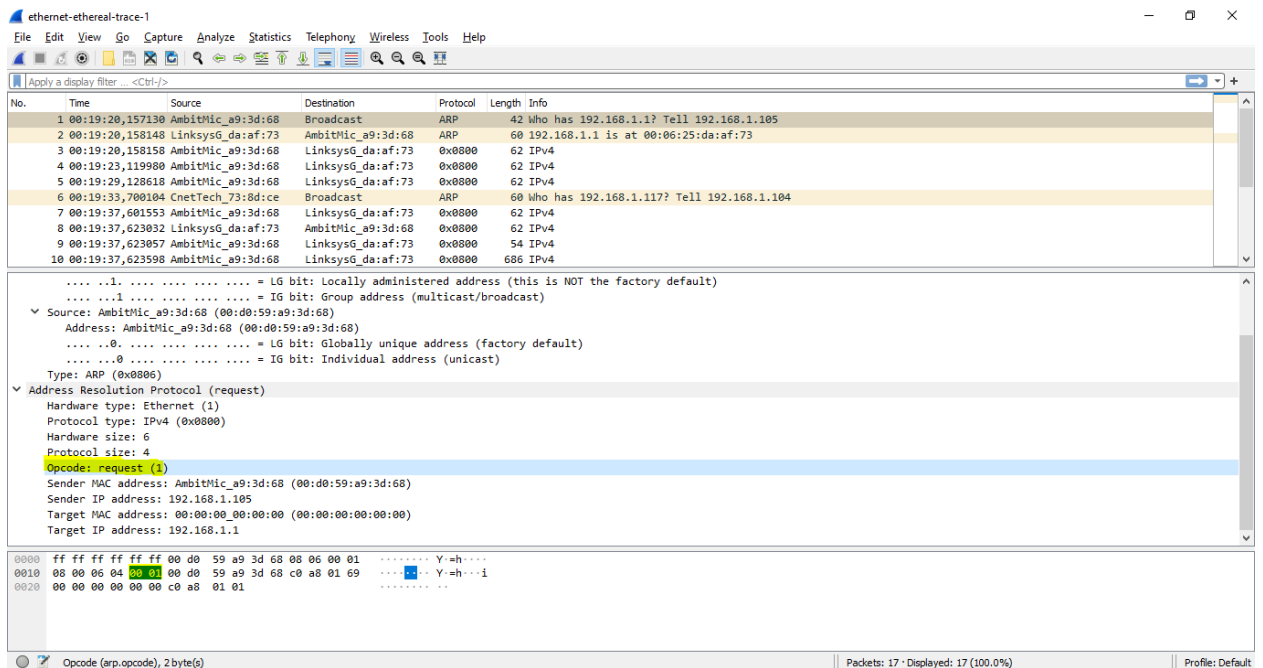 ethernet-ethereal-trace-1
File Edit View Go Capture Analyze Statistics Telephony Wireless Tools Help
Apply a display filter ... <Ctrl-/>
No. Time Source Destination Protocol Length Info
1 00:19:20,157130 AmbitMic_a9:3d:68 Broadcast ARP 42 Who has 192.168.1.1? Tell 192.168.1.105
2 00:19:20,158148 LinksysG_da:af:73 AmbitMic_a9:3d:68 ARP 60 192.168.1.1 is at 00:06:25:da:af:73
3 00:19:20,158158 AmbitMic_a9:3d:68 LinksysG_da:af:73 0x0800 62 IPv4
4 00:19:23,119980 AmbitMic_a9:3d:68 LinksysG_da:af:73 0x0800 62 IPv4
5 00:19:29,128618 AmbitMic_a9:3d:68 LinksysG_da:af:73 0x0800 62 IPv4
6 00:19:33,700104 CnetTech_73:8d:ce Broadcast ARP 60 Who has 192.168.1.117? Tell 192.168.1.104
7 00:19:37,601553 AmbitMic_a9:3d:68 LinksysG_da:af:73 0x0800 62 IPv4
8 00:19:37,623032 LinksysG_da:af:73 AmbitMic_a9:3d:68 0x0800 62 IPv4
9 00:19:37,623057 AmbitMic_a9:3d:68 LinksysG_da:af:73 0x0800 54 IPv4
10 00:19:37,623598 AmbitMic_a9:3d:68 LinksysG_da:af:73 0x0800 686 IPv4
.... ..1. .... .... .... .... = LG bit: Locally administered address (this is NOT the factory default)
.... ...1 .... .... .... .... = IG bit: Group address (multicast/broadcast)
Source: AmbitMic_a9:3d:68 (00:d0:59:a9:3d:68)
Address: AmbitMic_a9:3d:68 (00:d0:59:a9:3d:68)
.... ..0. .... .... .... .... = LG bit: Globally unique address (factory default)
.... ...0 .... .... .... .... = IG bit: Individual address (unicast)
Type: ARP (0x0806)
Address Resolution Protocol (request)
Hardware type: Ethernet (1)
Protocol type: IPv4 (0x0800)
Hardware size: 6
Protocol size: 4
Opcode: request (1)
Sender MAC address: AmbitMic_a9:3d:68 (00:d0:59:a9:3d:68)
Sender IP address: 192.168.1.105
Target MAC address: 00:00:00_00:00:00 (00:00:00:00:00:00)
Target IP address: 192.168.1.1
0000 ff ff ff ff ff ff 00 d0 59 a9 3d 68 08 06 00 01 ········ Y·=h····
0010 08 00 06 04 00 01 00 d0 59 a9 3d 68 c0 a8 01 69 ········ Y·=h···i
0020 00 00 00 00 00 00 c0 a8 01 01 ········ ··
Opcode (arp.opcode), 2 byte(s) Packets: 17 · Displayed: 17 (100.0%) Profile: Default